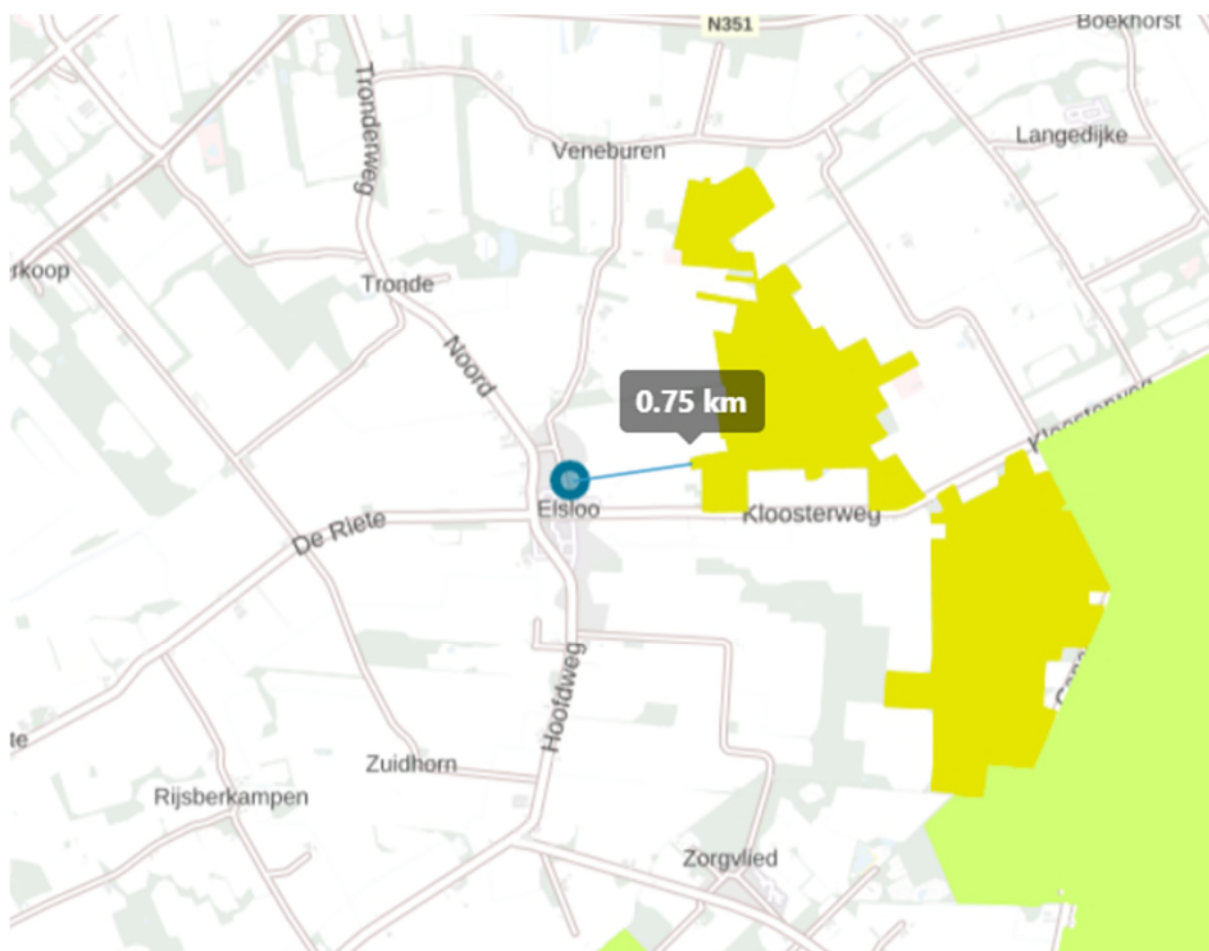 N351
Boekhorst
Tronderweg
Langedijke
Veneburen
rkoop
Tronde
Noord
0.75 km
Kloosterweg
Elsloo
Kloosterweg
De Riete
Hoofdweg
te
Zuidhorn
Rijsberkampen
Zorgvlied